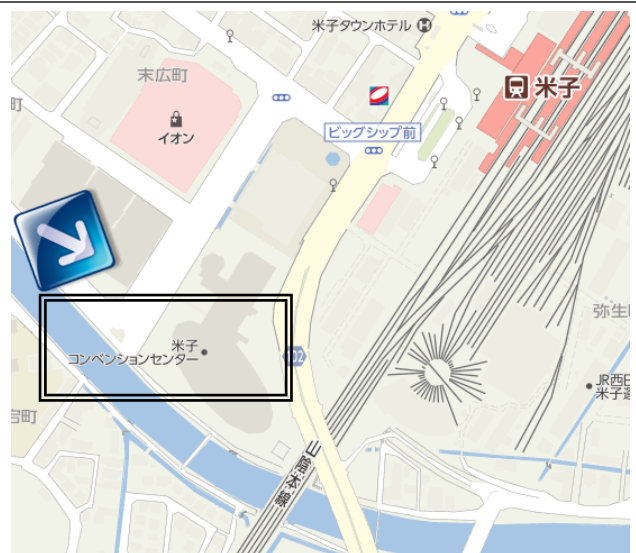 米子タウンホテル
H
末広町
町
米子
イオン
ビッグシップ前
弥生
米子
コンベンションセンター
102
JR西日
米子
山陰本線